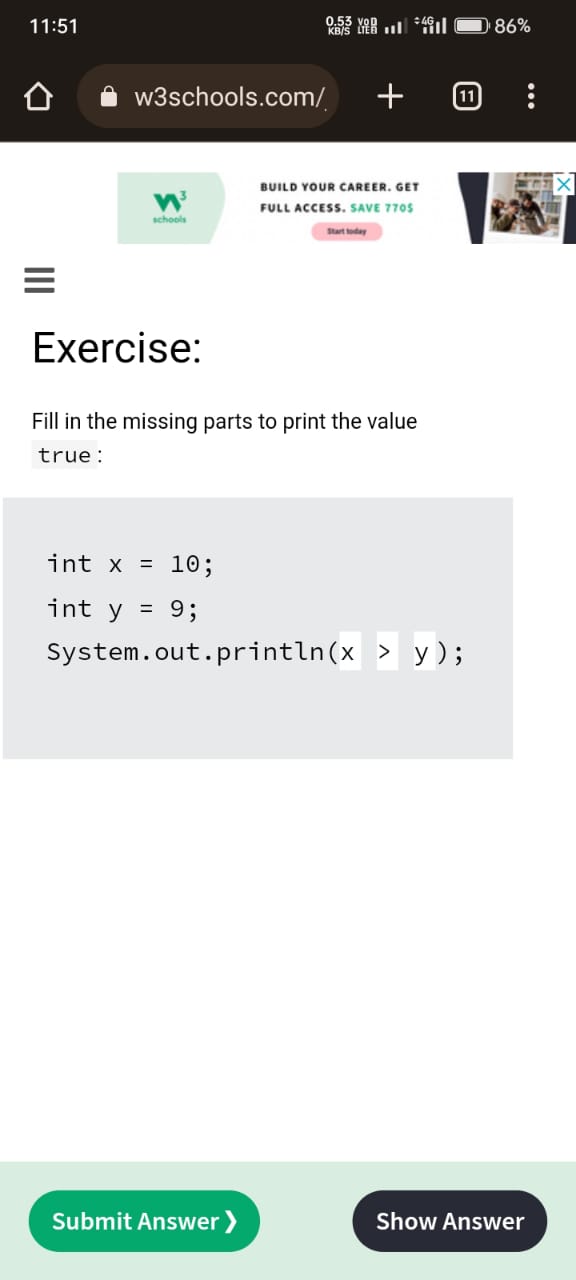 11:51
0.53 KB/S VoD LTE 4G 86%
w3schools.com/
11
w3 schools
BUILD YOUR CAREER. GET
FULL ACCESS. SAVE 770$
Start today
Exercise:
Fill in the missing parts to print the value
true:
int x = 10;
int y = 9;
System.out.println(x > y);
Submit Answer ❯
Show Answer